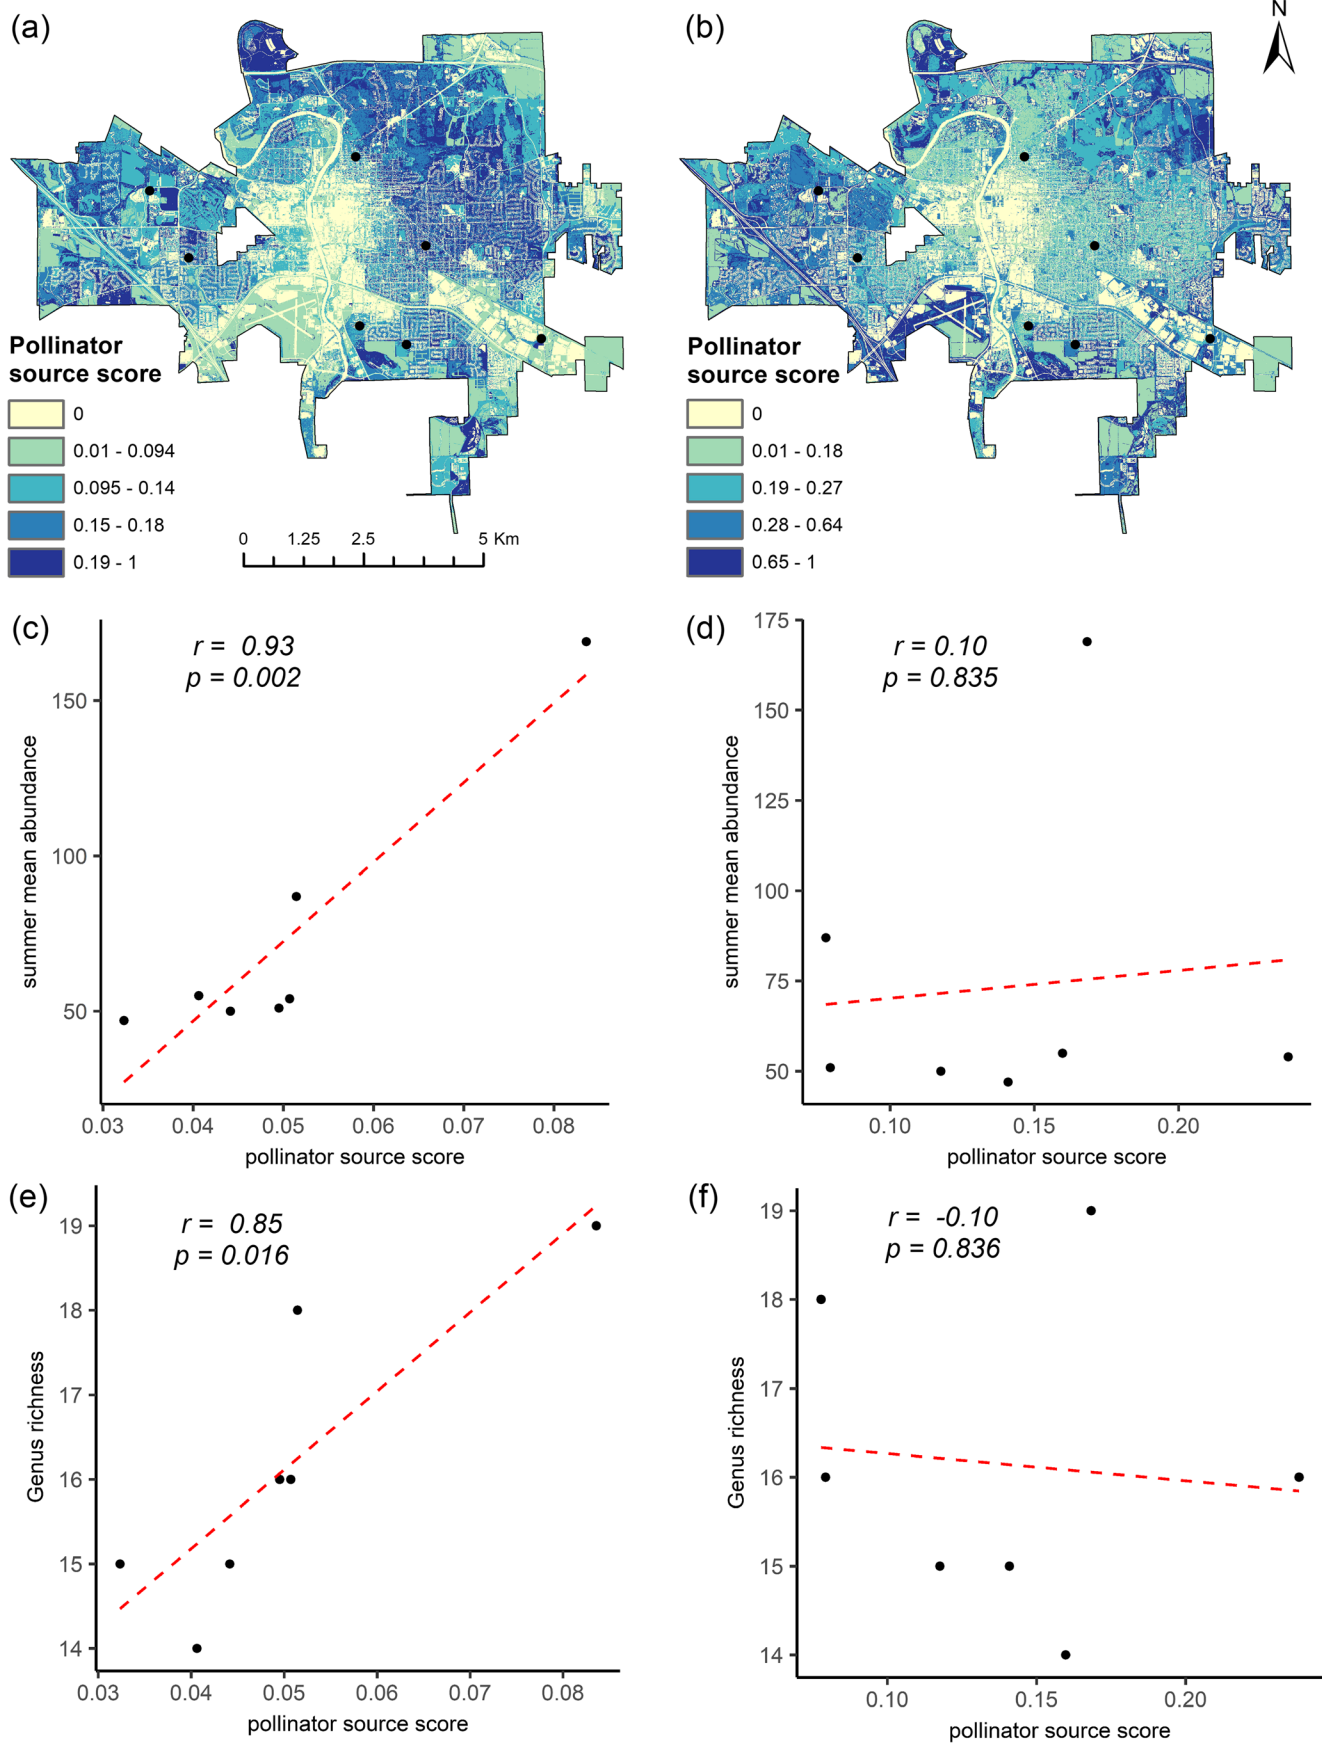 (a)
(b)
N
Pollinator
source score
0
0.01 - 0.094
0.095 - 0.14
0.15 - 0.18
0.19 - 1
0 1.25 2.5 5 Km
Pollinator
source score
0
0.01 - 0.18
0.19 - 0.27
0.28 - 0.64
0.65 - 1
(c)
r = 0.93
p = 0.002
summer mean abundance
150
100
50
0.03 0.04 0.05 0.06 0.07 0.08
pollinator source score
(d)
r = 0.10
p = 0.835
summer mean abundance
175
150
125
100
75
50
0.10 0.15 0.20
pollinator source score
(e)
r = 0.85
p = 0.016
Genus richness
19
18
17
16
15
14
0.03 0.04 0.05 0.06 0.07 0.08
pollinator source score
(f)
r = -0.10
p = 0.836
Genus richness
19
18
17
16
15
14
0.10 0.15 0.20
pollinator source score